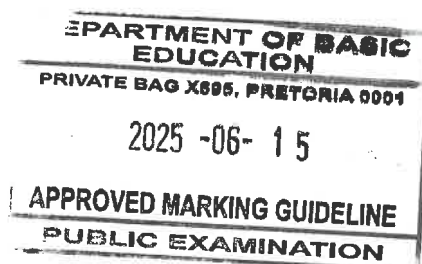 EPARTMENT OF BASIC
EDUCATION
PRIVATE BAG X895, PRETORIA 0001
2025 -06- 15
APPROVED MARKING GUIDELINE
PUBLIC EXAMINATION